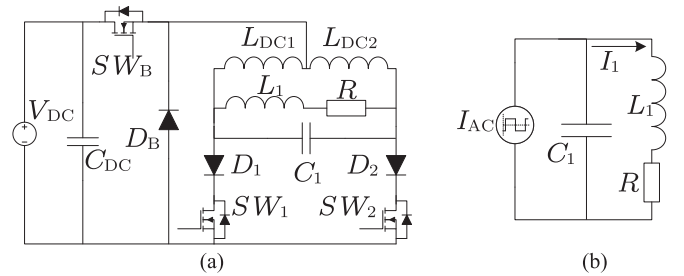 L_DC1 L_DC2
SW_B
L_1 R
V_DC
C_DC
D_B
D_1 C_1 D_2
SW_1 SW_2
(a)
I_1
I_AC
C_1
L_1
R
(b)